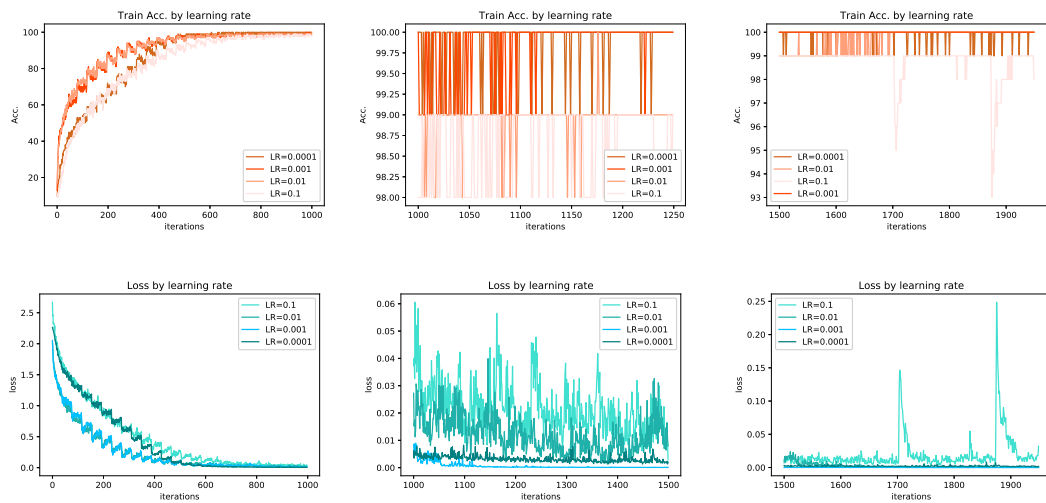 Train Acc. by learning rate
Acc.
100
80
60
40
20
LR=0.0001
LR=0.001
LR=0.01
LR=0.1
0 200 400 600 800 1000
iterations
Train Acc. by learning rate
Acc.
100.00
99.75
99.50
99.25
99.00
98.75
98.50
98.25
98.00
LR=0.0001
LR=0.001
LR=0.01
LR=0.1
1000 1050 1100 1150 1200 1250
iterations
Train Acc. by learning rate
Acc.
100
99
98
97
96
95
94
93
LR=0.0001
LR=0.01
LR=0.1
LR=0.001
1500 1600 1700 1800 1900
iterations
Loss by learning rate
loss
2.5
2.0
1.5
1.0
0.5
0.0
LR=0.1
LR=0.01
LR=0.001
LR=0.0001
0 200 400 600 800 1000
iterations
Loss by learning rate
loss
0.06
0.05
0.04
0.03
0.02
0.01
0.00
LR=0.1
LR=0.01
LR=0.001
LR=0.0001
1000 1100 1200 1300 1400 1500
iterations
Loss by learning rate
loss
0.25
0.20
0.15
0.10
0.05
0.00
LR=0.1
LR=0.01
LR=0.001
LR=0.0001
1500 1600 1700 1800 1900
iterations